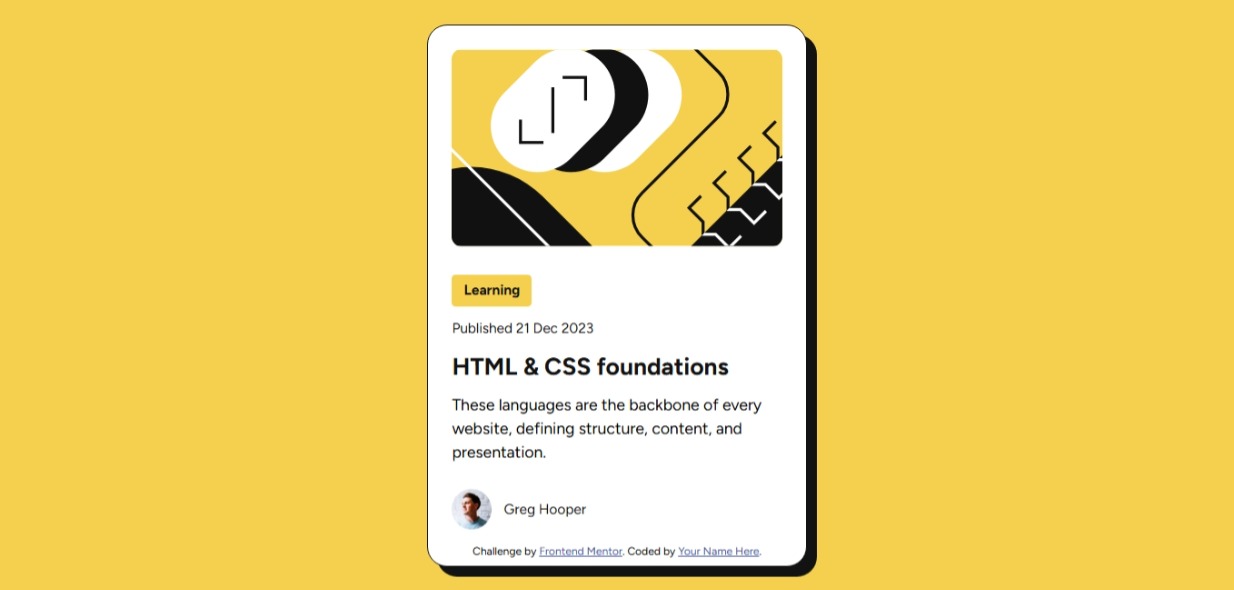 Learning
Published 21 Dec 2023
HTML & CSS foundations
These languages are the backbone of every
website, defining structure, content, and
presentation.
Greg Hooper
Challenge by Frontend Mentor. Coded by Your Name Here.